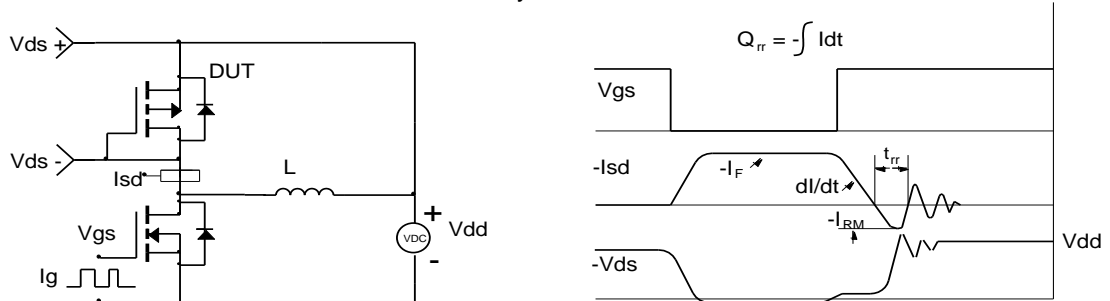 Vds +
DUT
Vds -
Isd
L
Vgs
Ig
+
VDC
Vdd
-
Qrr = -∫ Idt
Vgs
trr
-Isd
-IF
dI/dt
-IRM
Vdd
-Vds